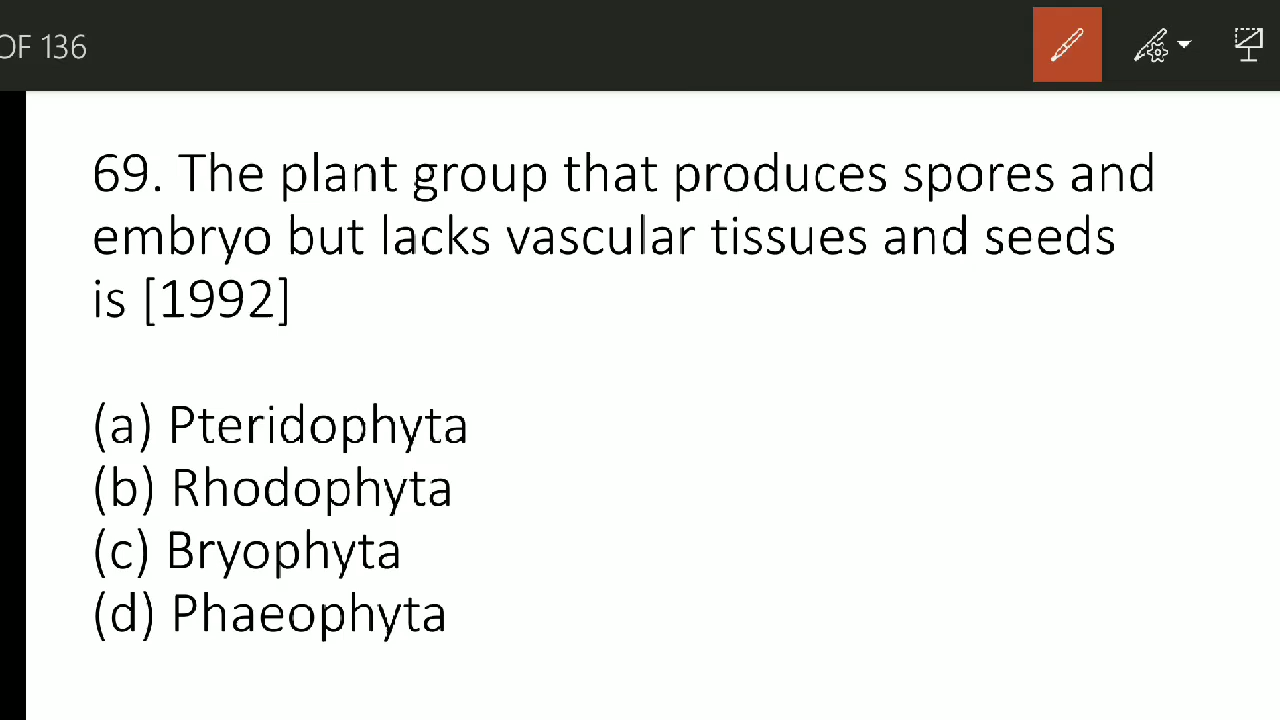 OF 136
69. The plant group that produces spores and
embryo but lacks vascular tissues and seeds
is [1992]
(a) Pteridophyta
(b) Rhodophyta
(c) Bryophyta
(d) Phaeophyta